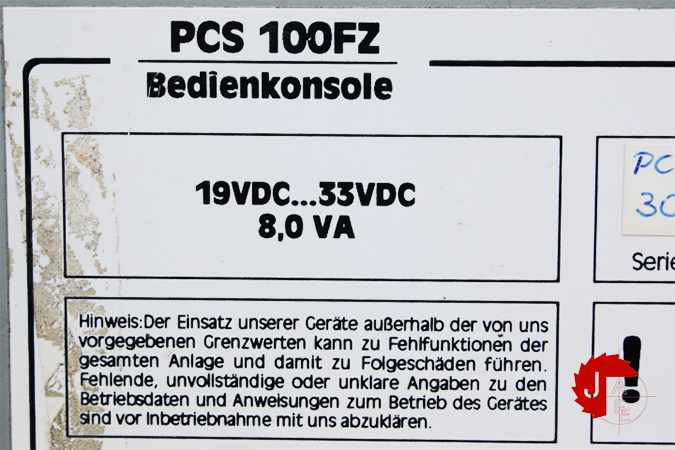 PCS 100FZ
Bedienkonsole
19VDC...33VDC
8,0 VA
PC
30
Serie
Hinweis:Der Einsatz unserer Geräte außerhalb der von uns
vorgegebenen Grenzwerten kann zu Fehlfunktionen der
gesamten Anlage und damit zu Folgeschäden führen.
Fehlende, unvollständige oder unklare Angaben zu den
Betriebsdaten und Anweisungen zum Betrieb des Gerätes
sind vor Inbetriebnahme mit uns abzuklären.
!
J